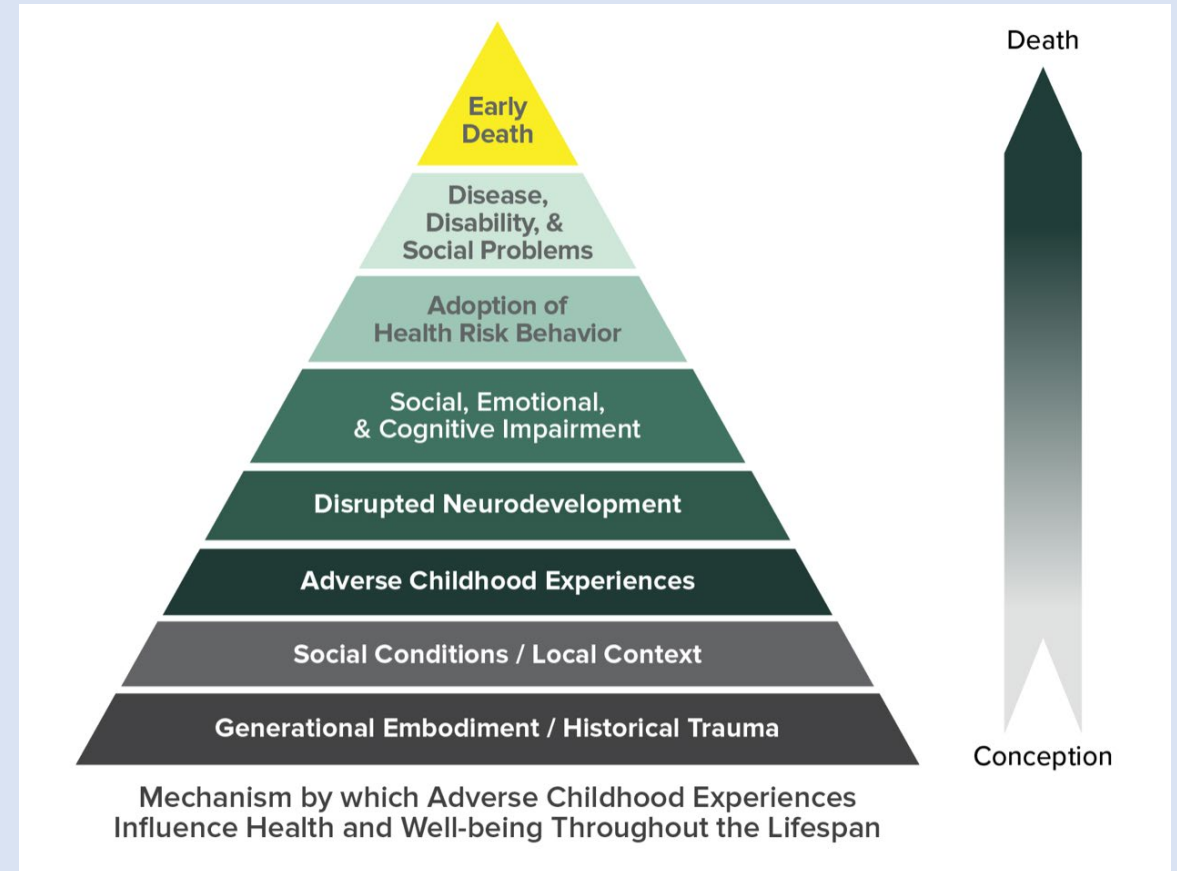 Death
Early
Death
Disease,
Disability, &
Social Problems
Adoption of
Health Risk Behavior
Social, Emotional,
& Cognitive Impairment
Disrupted Neurodevelopment
Adverse Childhood Experiences
Social Conditions / Local Context
Generational Embodiment / Historical Trauma
Conception
Mechanism by which Adverse Childhood Experiences
Influence Health and Well-being Throughout the Lifespan